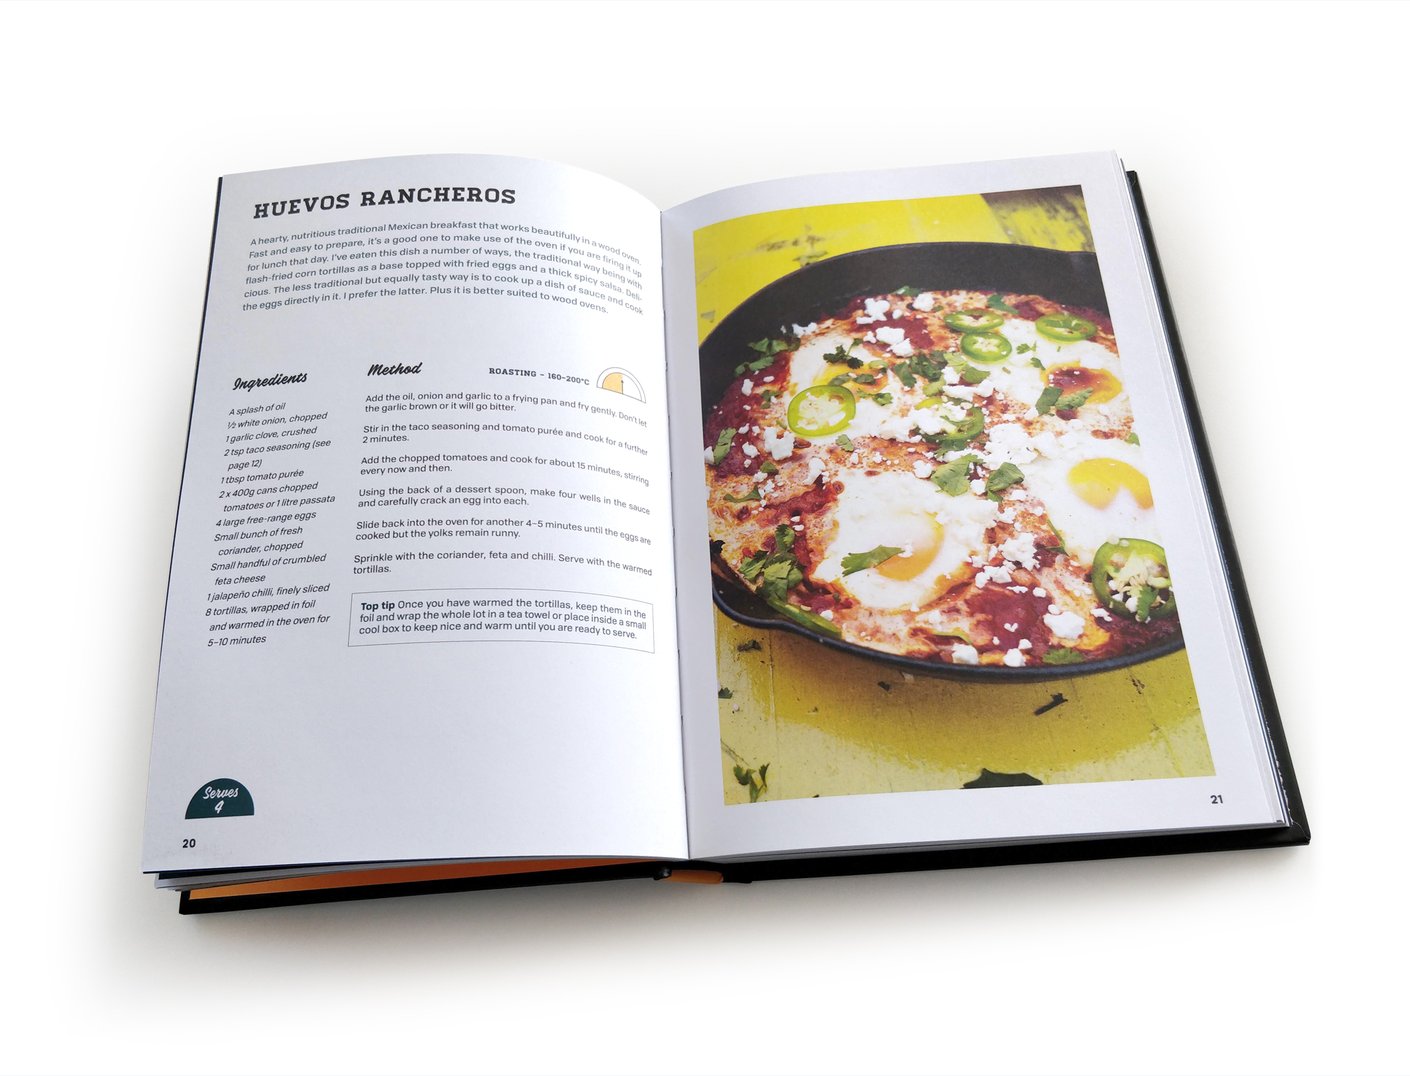 HUEVOS RANCHEROS
A hearty, nutritious traditional Mexican breakfast that works beautifully in a wood oven.
Fast and easy to prepare, it's a good one to make use of the oven if you are firing it up
for lunch that day. I've eaten this dish a number of ways, the traditional way being with
flash-fried corn tortillas as a base topped with fried eggs and a thick spicy salsa. Deli-
cious. The less traditional but equally tasty way is to cook up a dish of sauce and cook
the eggs directly in it. I prefer the latter. Plus it is better suited to wood ovens.
Ingredients
A splash of oil
½ white onion, chopped
1 garlic clove, crushed
2 tsp taco seasoning (see
page 12)
1 tbsp tomato purée
2 x 400g cans chopped
tomatoes or 1 litre passata
4 large free-range eggs
Small bunch of fresh
coriander, chopped
Small handful of crumbled
feta cheese
1 jalapeño chilli, finely sliced
8 tortillas, wrapped in foil
and warmed in the oven for
5–10 minutes
Method
ROASTING – 160–200°C
Add the oil, onion and garlic to a frying pan and fry gently. Don't let
the garlic brown or it will go bitter.
Stir in the taco seasoning and tomato purée and cook for a further
2 minutes.
Add the chopped tomatoes and cook for about 15 minutes, stirring
every now and then.
Using the back of a dessert spoon, make four wells in the sauce
and carefully crack an egg into each.
Slide back into the oven for another 4–5 minutes until the eggs are
cooked but the yolks remain runny.
Sprinkle with the coriander, feta and chilli. Serve with the warmed
tortillas.
Top tip Once you have warmed the tortillas, keep them in the
foil and wrap the whole lot in a tea towel or place inside a small
cool box to keep nice and warm until you are ready to serve.
Serves
4
20
21